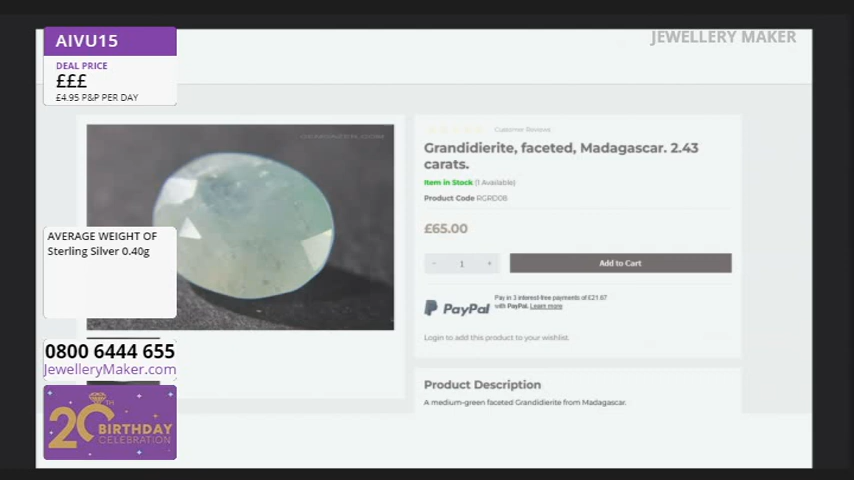 AIVU15
DEAL PRICE
£££
£4.95 P&P PER DAY
JEWELLERY MAKER
Customer Reviews
Grandidierite, faceted, Madagascar. 2.43
carats.
Item in Stock (1 Available)
Product Code RGRD08
£65.00
- 1 +
Add to Cart
PayPal
Pay in 3 interest-free payments of £21.67
with PayPal. Learn more
Login to add this product to your wishlist.
Product Description
A medium-green faceted Grandidierite from Madagascar.
AVERAGE WEIGHT OF
Sterling Silver 0.40g
0800 6444 655
JewelleryMaker.com
20TH
BIRTHDAY
CELEBRATION